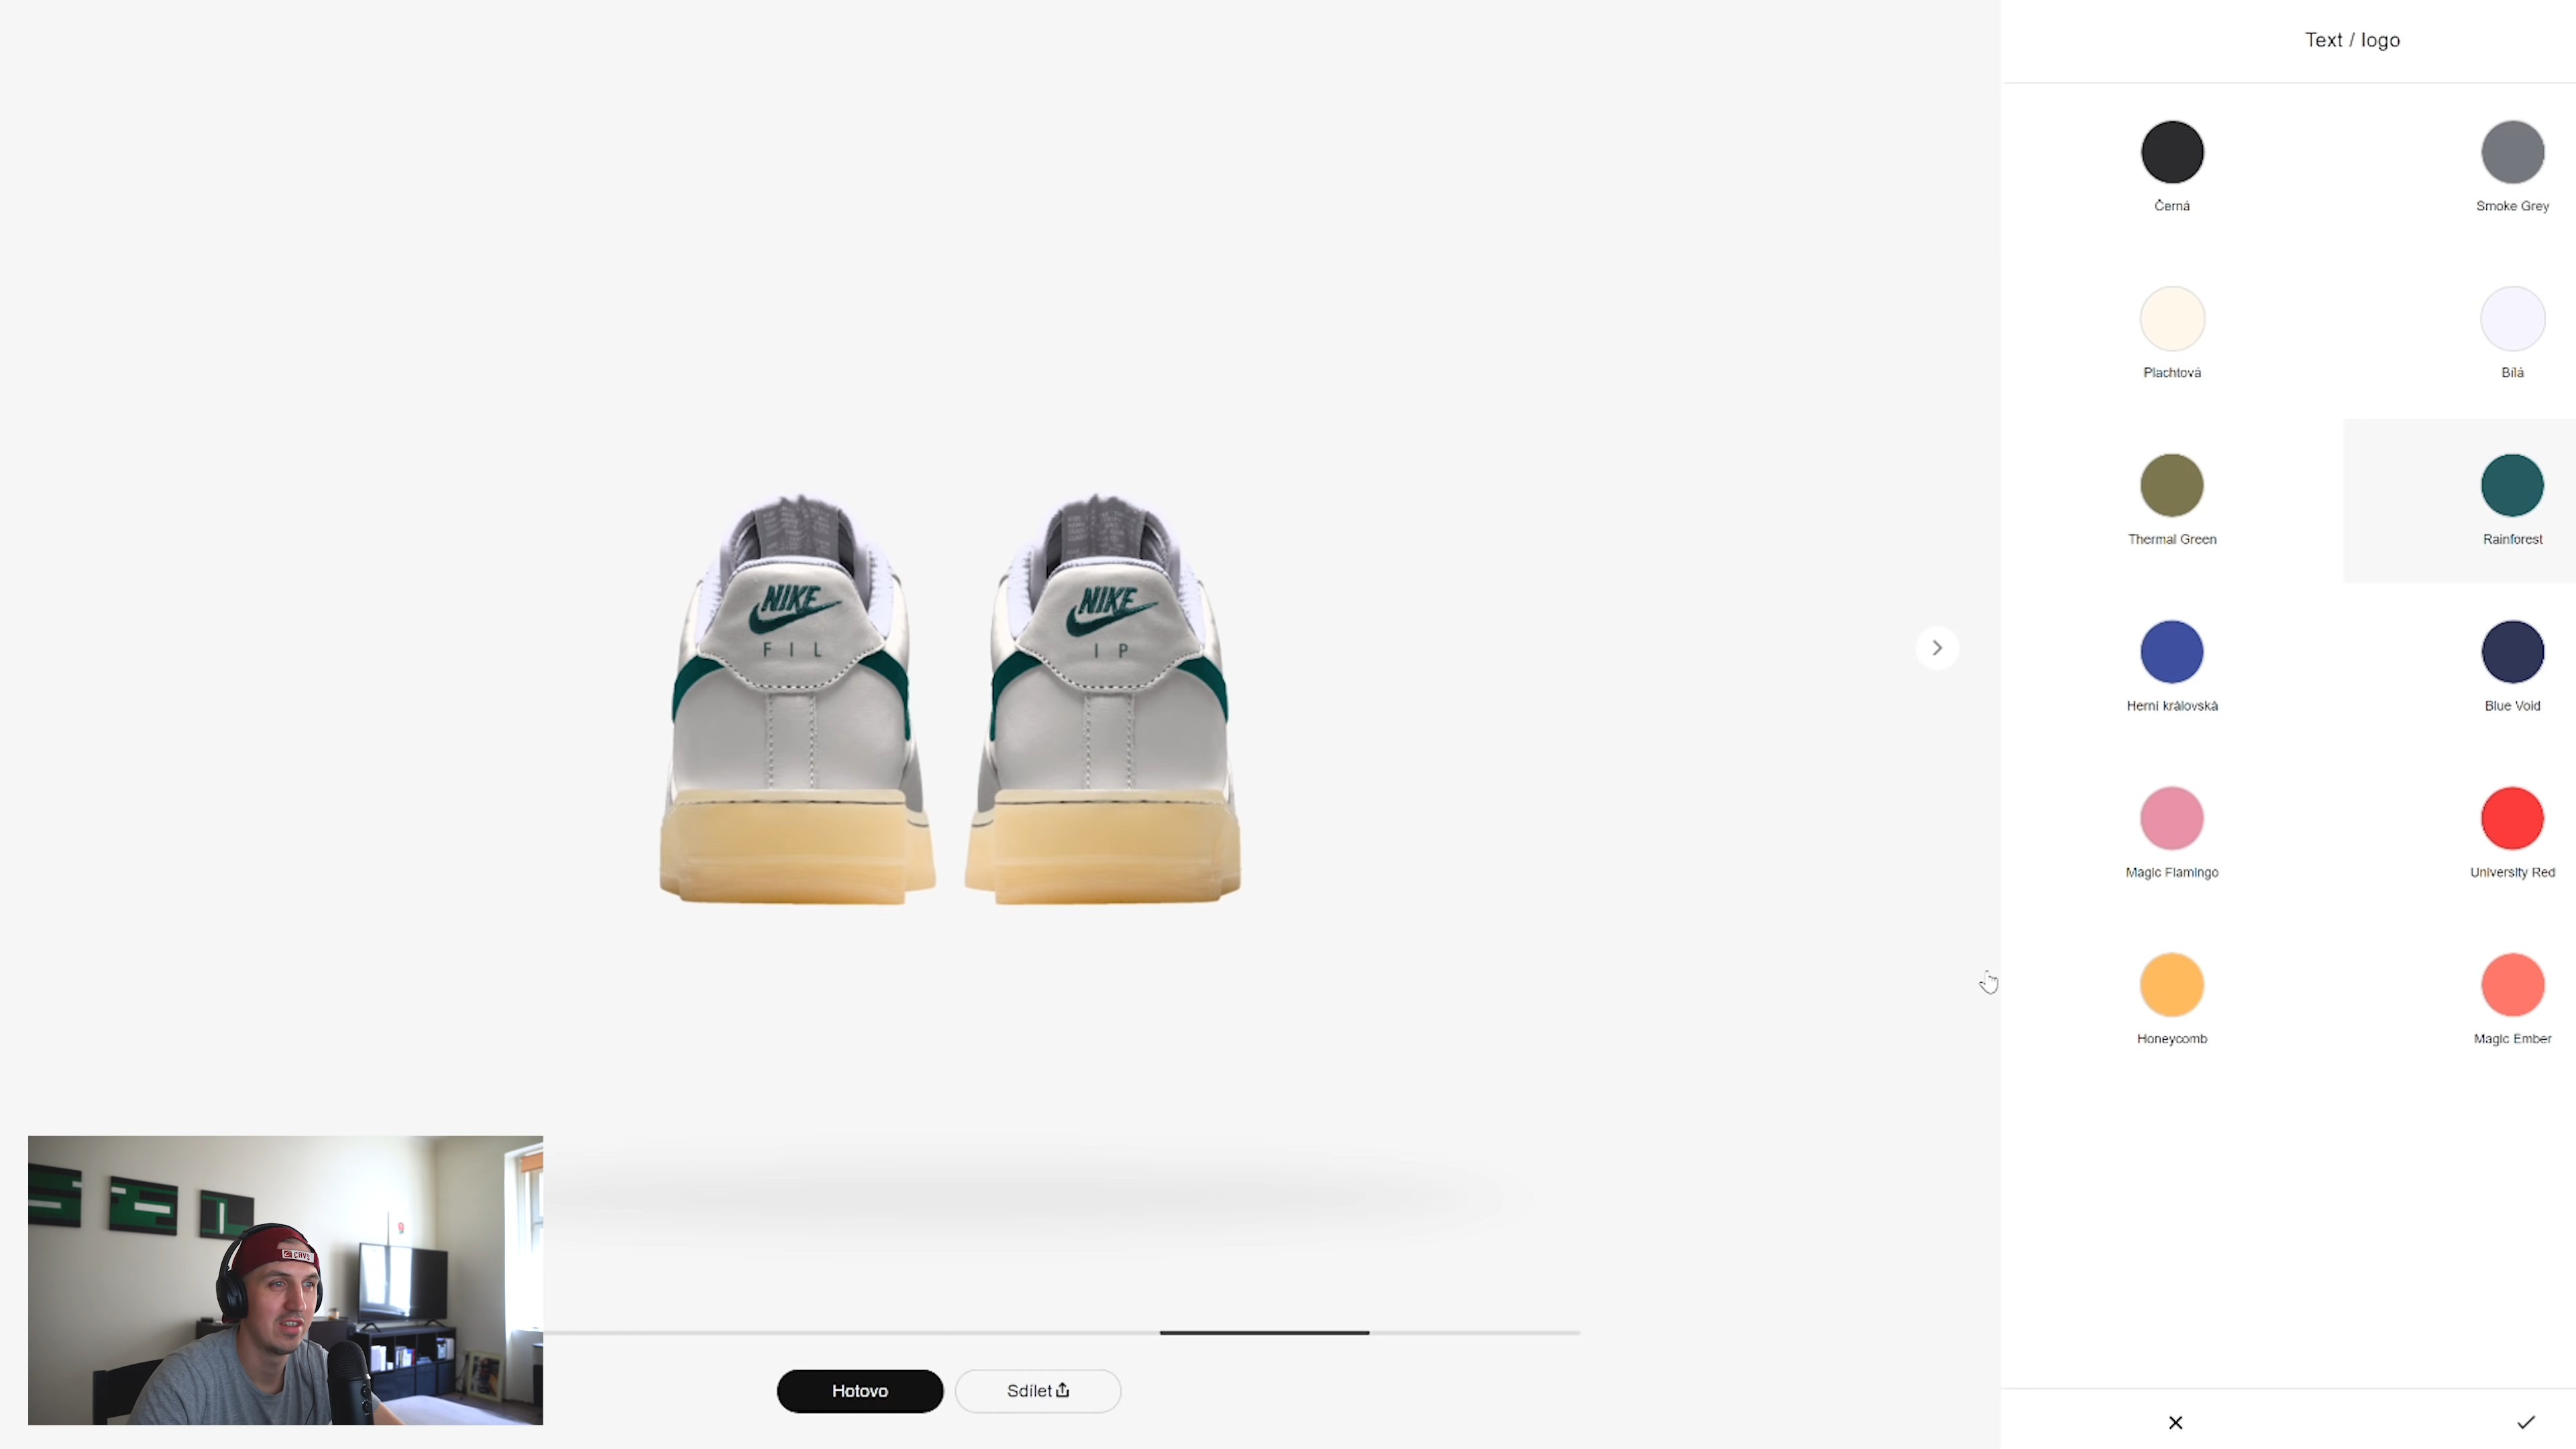 Text / logo
Černá
Smoke Grey
Plachtová
Bílá
Thermal Green
Rainforest
NIKE
NIKE
F I L
I P
Herní královská
Blue Void
Magic Flamingo
University Red
Honeycomb
Magic Ember
CAVS
Hotovo
Sdílet